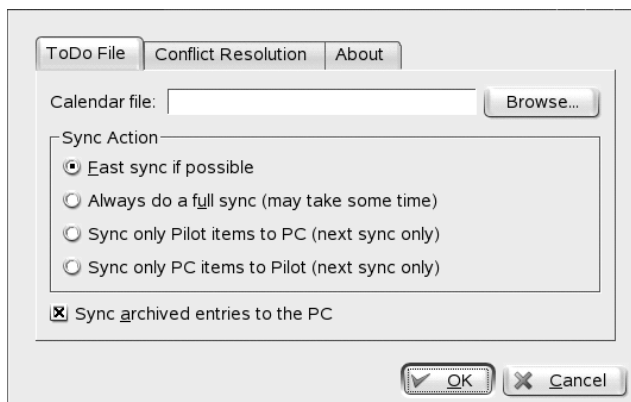 ToDo File Conflict Resolution About
Calendar file: Browse...
Sync Action
Fast sync if possible
Always do a full sync (may take some time)
Sync only Pilot items to PC (next sync only)
Sync only PC items to Pilot (next sync only)
Sync archived entries to the PC
OK Cancel